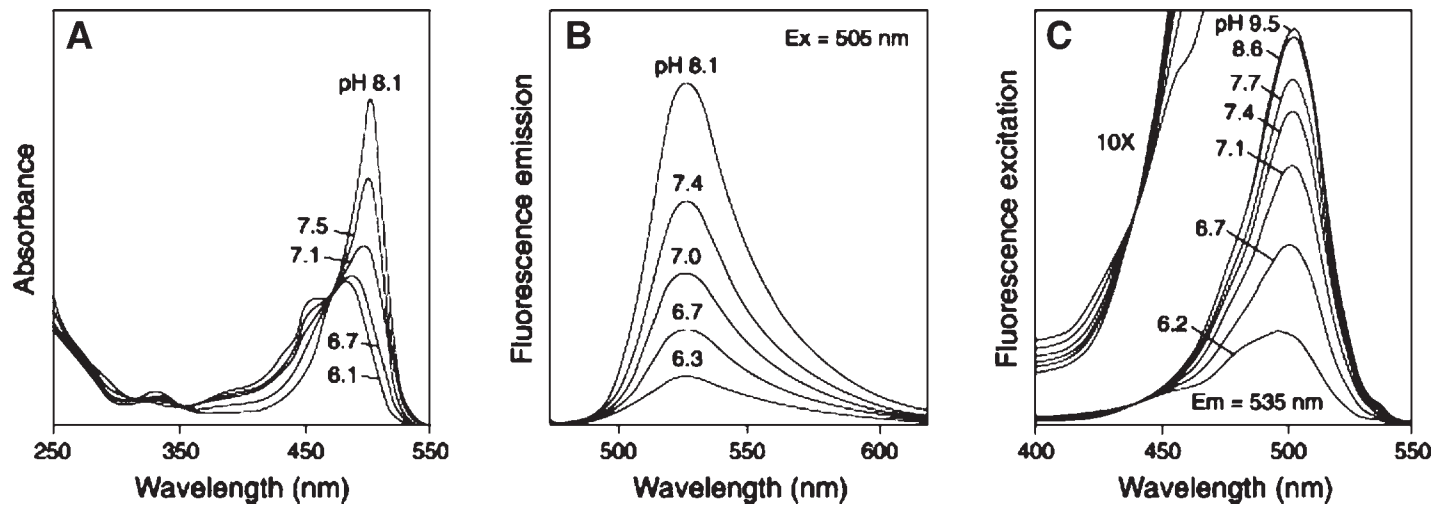 A
pH 8.1
7.5
7.1
6.7
6.1
Absorbance
250 350 450 550
Wavelength (nm)
B
Ex = 505 nm
pH 8.1
7.4
7.0
6.7
6.3
Fluorescence emission
500 550 600
Wavelength (nm)
C
pH 9.5
8.6
7.7
7.4
7.1
10X
6.7
6.2
Em = 535 nm
Fluorescence excitation
400 450 500 550
Wavelength (nm)